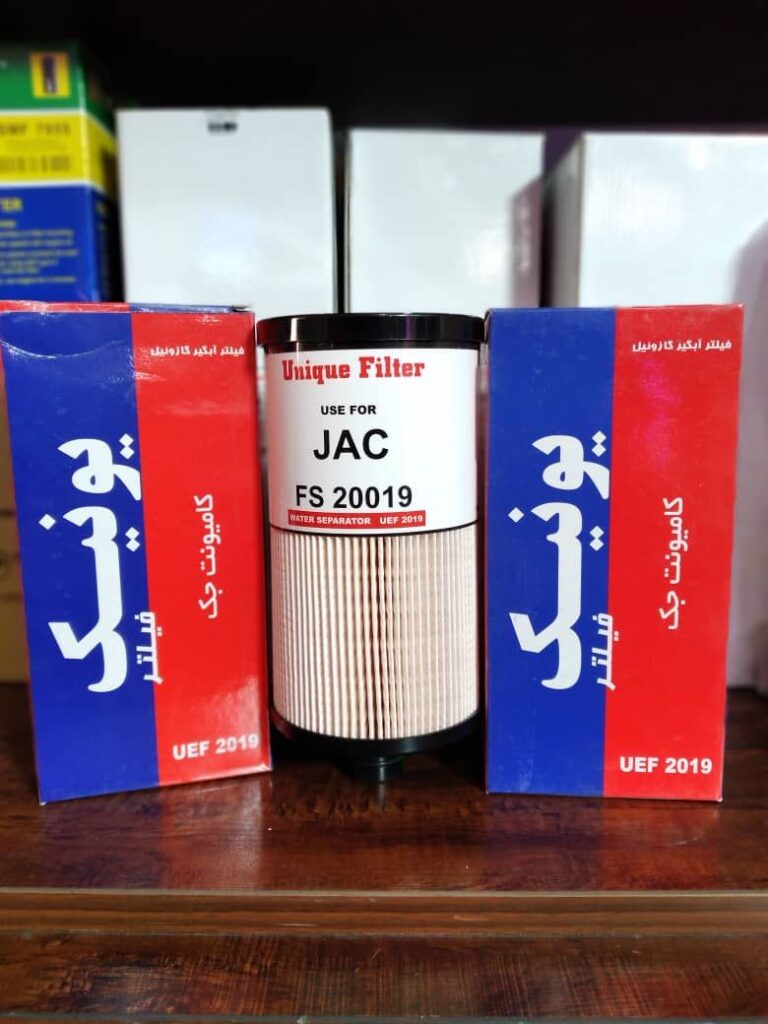 TER
فیلتر آبگیر گازوئیل
یونیک
فیلتر
کامیونت جک
UEF 2019
Unique Filter
USE FOR
JAC
FS 20019
WATER SEPARATOR UEF 2019
فیلتر آبگیر گازوئیل
یونیک
فیلتر
کامیونت جک
UEF 2019